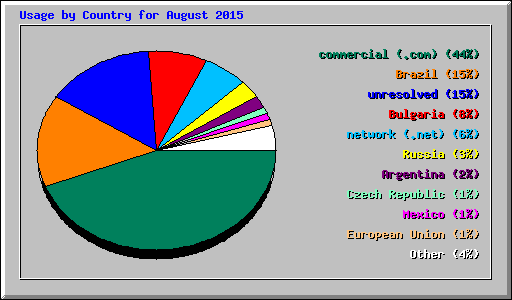 Usage by Country for August 2015
commercial (.com) (44%)
Brazil (15%)
unresolved (15%)
Bulgaria (8%)
network (.net) (6%)
Russia (3%)
Argentina (2%)
Czech Republic (1%)
Mexico (1%)
European Union (1%)
Other (4%)